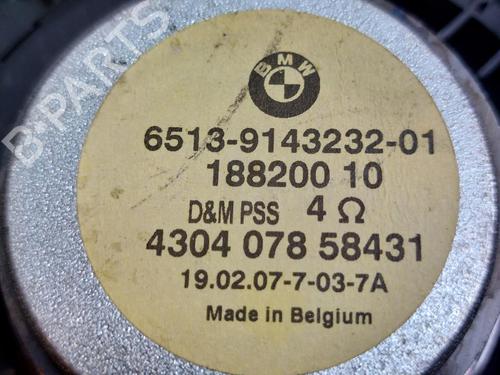 B-PARTS
BMW
6513-9143232-01
188200 10
D&M PSS 4 Ω
4304 078 58431
19.02.07-7-03-7A
Made in Belgium